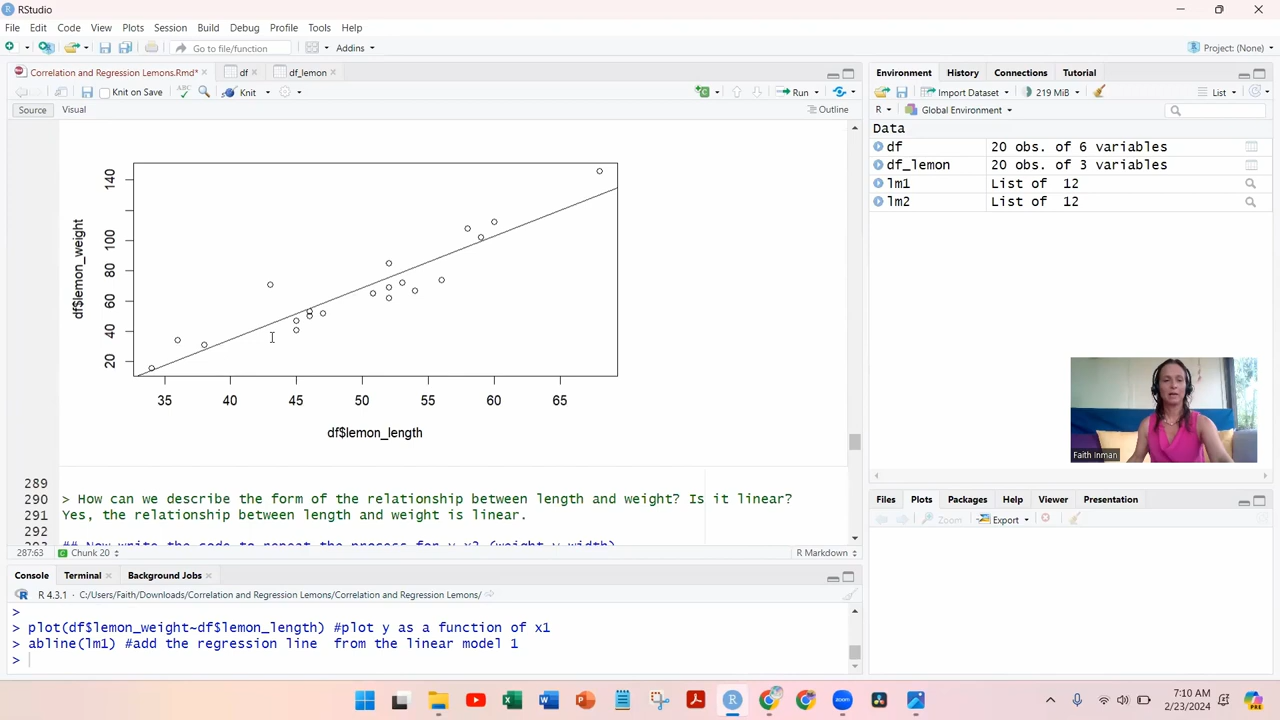 RStudio
File Edit Code View Plots Session Build Debug Profile Tools Help
Go to file/function Addins Project: (None)
Correlation and Regression Lemons.Rmd* df df_lemon
Knit on Save ABC Knit Run
Source Visual Outline
140
100
80
60
40
20
df$lemon_weight
35 40 45 50 55 60 65
df$lemon_length
289
290 > How can we describe the form of the relationship between length and weight? Is it linear?
291 Yes, the relationship between length and weight is linear.
292
287:63 Chunk 20 R Markdown
Console Terminal Background Jobs
R 4.3.1 · C:/Users/Faith/Downloads/Correlation and Regression Lemons/Correlation and Regression Lemons/
>
> plot(df$lemon_weight~df$lemon_length) #plot y as a function of x1
> abline(lm1) #add the regression line  from the linear model 1
>
Environment History Connections Tutorial
Import Dataset 219 MiB List
R Global Environment
Data
df 20 obs. of 6 variables
df_lemon 20 obs. of 3 variables
lm1 List of  12
lm2 List of  12
Faith Inman
Files Plots Packages Help Viewer Presentation
Zoom Export
zoom
7:10 AM
2/23/2024
PRE